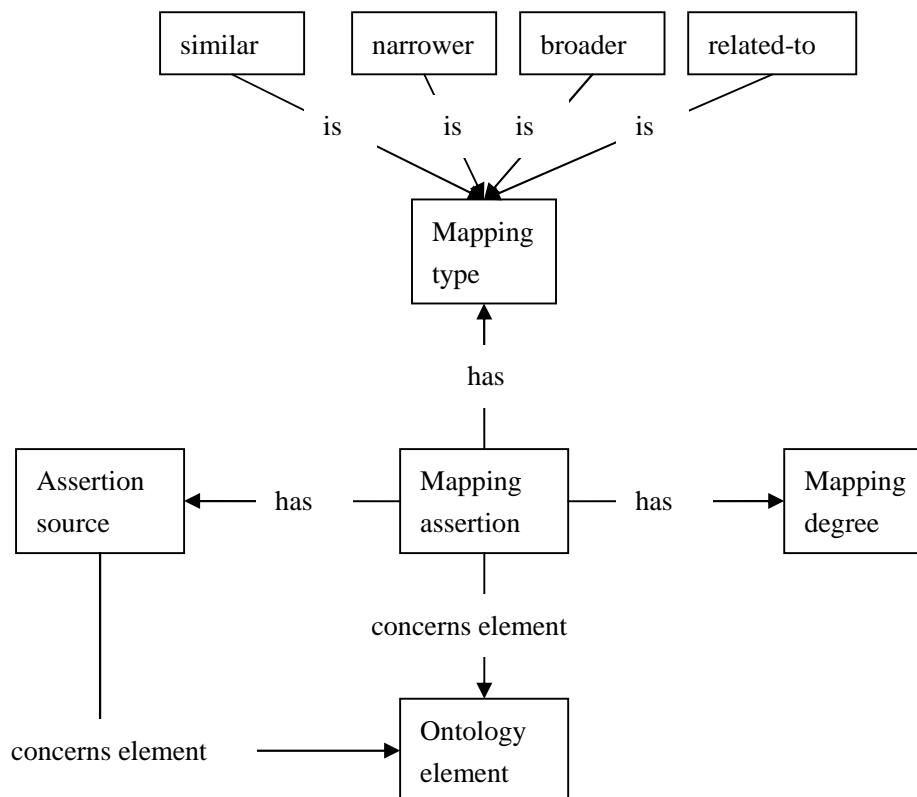 similar
narrower
broader
related-to
is
is
is
is
Mapping
type
has
Assertion
source
has
Mapping
assertion
has
Mapping
degree
concerns element
concerns element
Ontology
element